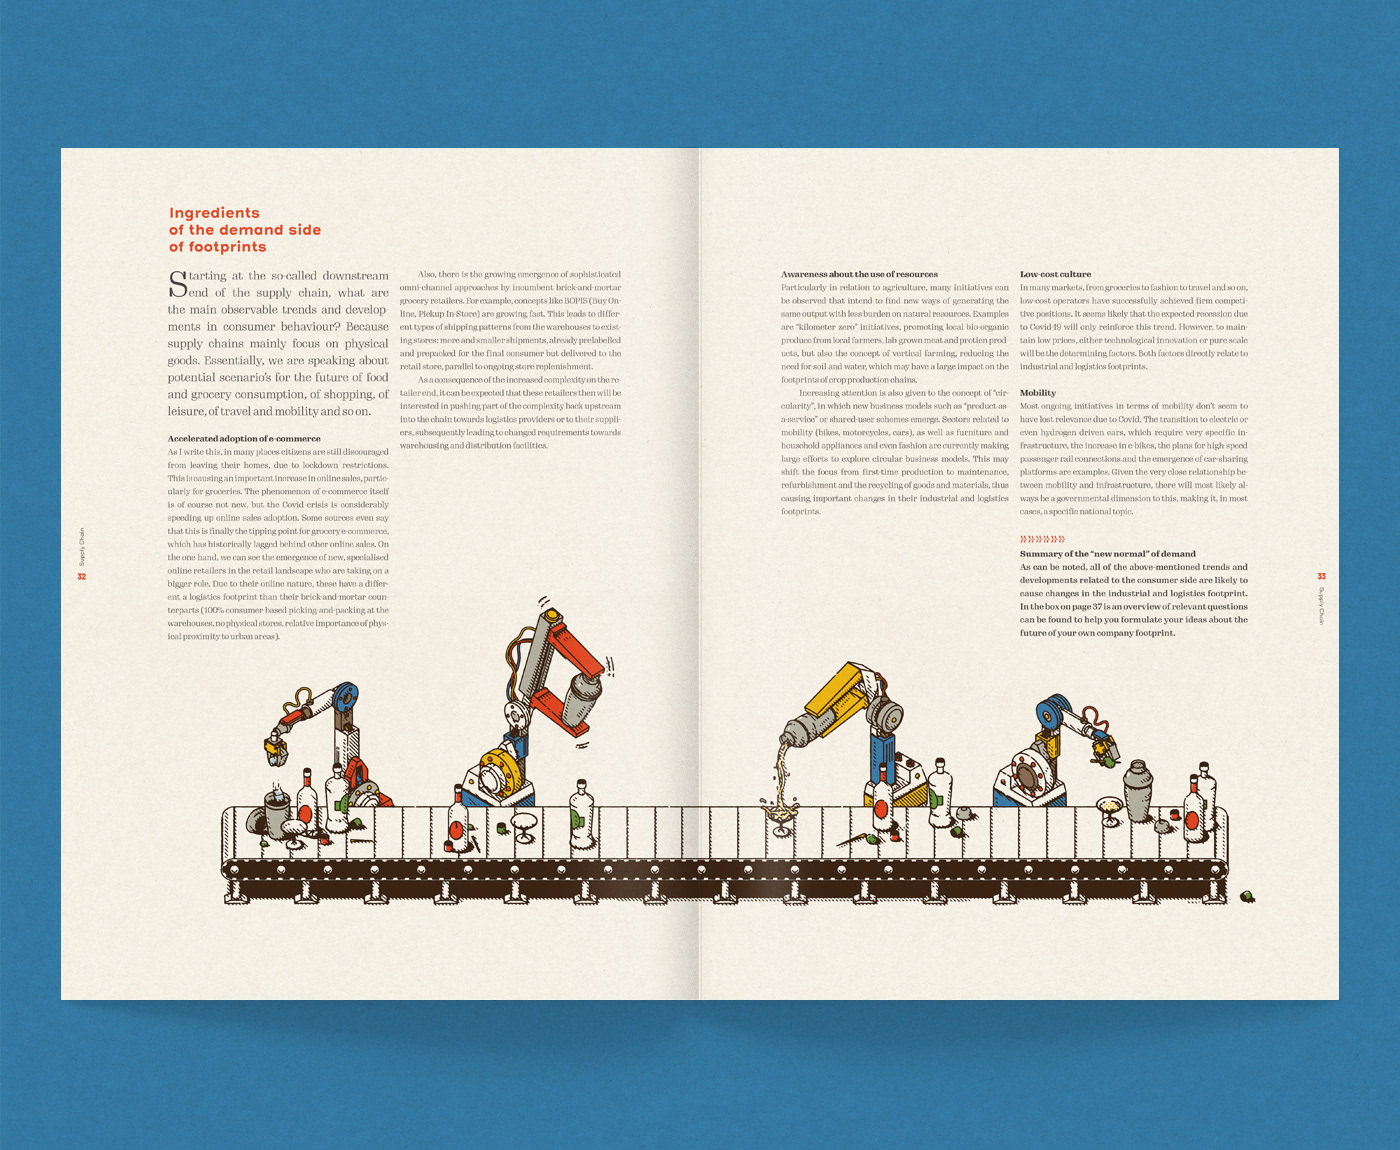 Ingredients
of the demand side
of footprints
Starting at the so-called downstream
end of the supply chain, what are
the main observable trends and develop-
ments in consumer behaviour? Because
supply chains mainly focus on physical
goods. Essentially, we are speaking about
potential scenario's for the future of food
and grocery consumption, of shopping, of
leisure, of travel and mobility and so on.
Accelerated adoption of e-commerce
As I write this, in many places citizens are still discouraged
from leaving their homes, due to lockdown restrictions.
This is causing an important increase in online sales, partic-
ularly for groceries. The phenomenon of e-commerce itself
is of course not new, but the Covid crisis is considerably
speeding up online sales adoption. Some sources even say
that this is finally the tipping point for grocery e-commerce,
which has historically lagged behind other online sales. On
the one hand, we can see the emergence of new, specialised
online retailers in the retail landscape who are taking on a
bigger role. Due to their online nature, these have a differ-
ent a logistics footprint than their brick-and-mortar coun-
terparts (100% consumer-based picking-and-packing at the
warehouses, no physical stores, relative importance of phys-
ical proximity to urban areas).
Also, there is the growing emergence of sophisticated
omni-channel approaches by incumbent brick-and-mortar
grocery retailers. For example, concepts like BOPIS (Buy On-
line, Pickup In-Store) are growing fast. This leads to differ-
ent types of shipping patterns from the warehouses to exist-
ing stores: more and smaller shipments, already prelabelled
and prepacked for the final consumer but delivered to the
retail store, parallel to ongoing store replenishment.
As a consequence of the increased complexity on the re-
tailer end, it can be expected that these retailers then will be
interested in pushing part of the complexity back upstream
into the chain towards logistics providers or to their suppli-
ers, subsequently leading to changed requirements towards
warehousing and distribution facilities.
Supply Chain
32
Awareness about the use of resources
Particularly in relation to agriculture, many initiatives can
be observed that intend to find new ways of generating the
same output with less burden on natural resources. Examples
are "kilometer zero" initiatives, promoting local bio-organic
produce from local farmers, lab grown meat and protien prod-
ucts, but also the concept of vertical farming, reducing the
need for soil and water, which may have a large impact on the
footprints of crop production chains.
Increasing attention is also given to the concept of "cir-
cularity", in which new business models such as "product-as-
a-service" or shared-user schemes emerge. Sectors related to
mobility (bikes, motorcycles, cars), as well as furniture and
household appliances and even fashion are currently making
large efforts to explore circular business models. This may
shift the focus from first-time production to maintenance,
refurbishment and the recycling of goods and materials, thus
causing important changes in their industrial and logistics
footprints.
Low-cost culture
In many markets, from groceries to fashion to travel and so on,
low-cost operators have successfully achieved firm competi-
tive positions. It seems likely that the expected recession due
to Covid-19 will only reinforce this trend. However, to main-
tain low prices, either technological innovation or pure scale
will be the determining factors. Both factors directly relate to
industrial and logistics footprints.
Mobility
Most ongoing initiatives in terms of mobility don't seem to
have lost relevance due to Covid. The transition to electric or
even hydrogen driven cars, which require very specific in-
frastructure, the increase in e-bikes, the plans for high speed
passenger rail connections and the emergence of car-sharing
platforms are examples. Given the very close relationship be-
tween mobility and infrastructure, there will most likely al-
ways be a governmental dimension to this, making it, in most
cases, a specific national topic.
Summary of the "new normal" of demand
As can be noted, all of the above-mentioned trends and
developments related to the consumer side are likely to
cause changes in the industrial and logistics footprint.
In the box on page 37 is an overview of relevant questions
can be found to help you formulate your ideas about the
future of your own company footprint.
33
Supply Chain